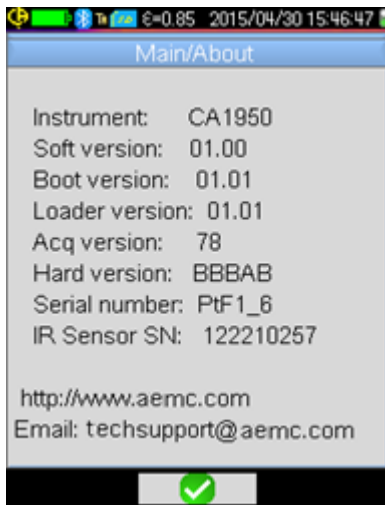 ε=0.85 2015/04/30 15:46:47
Main/About
Instrument: CA1950
Soft version: 01.00
Boot version: 01.01
Loader version: 01.01
Acq version: 78
Hard version: BBBAB
Serial number: PtF1_6
IR Sensor SN: 122210257
http://www.aemc.com
Email: techsupport@aemc.com